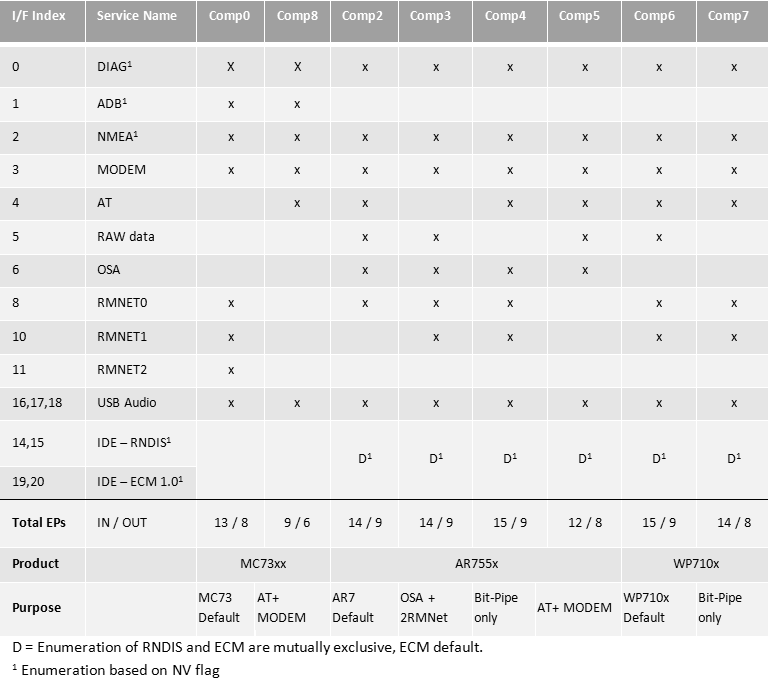 I/F Index Service Name Comp0 Comp8 Comp2 Comp3 Comp4 Comp5 Comp6 Comp7
0 DIAG¹ X X x x x x x x
1 ADB¹ x x
2 NMEA¹ x x x x x x x x
3 MODEM x x x x x x x x
4 AT x x x x x x
5 RAW data x x x x
6 OSA x x x x
8 RMNET0 x x x x x x
10 RMNET1 x x x x x
11 RMNET2 x
16,17,18 USB Audio x x x x x x x x
14,15 IDE – RNDIS¹
D¹ D¹ D¹ D¹ D¹ D¹
19,20 IDE – ECM 1.0¹
Total EPs IN / OUT 13 / 8 9 / 6 14 / 9 14 / 9 15 / 9 12 / 8 15 / 9 14 / 8
Product MC73xx AR755x WP710x
Purpose MC73 Default AT+ MODEM AR7 Default OSA + 2RMNet Bit-Pipe only AT+ MODEM WP710x Default Bit-Pipe only
D = Enumeration of RNDIS and ECM are mutually exclusive, ECM default.
¹ Enumeration based on NV flag